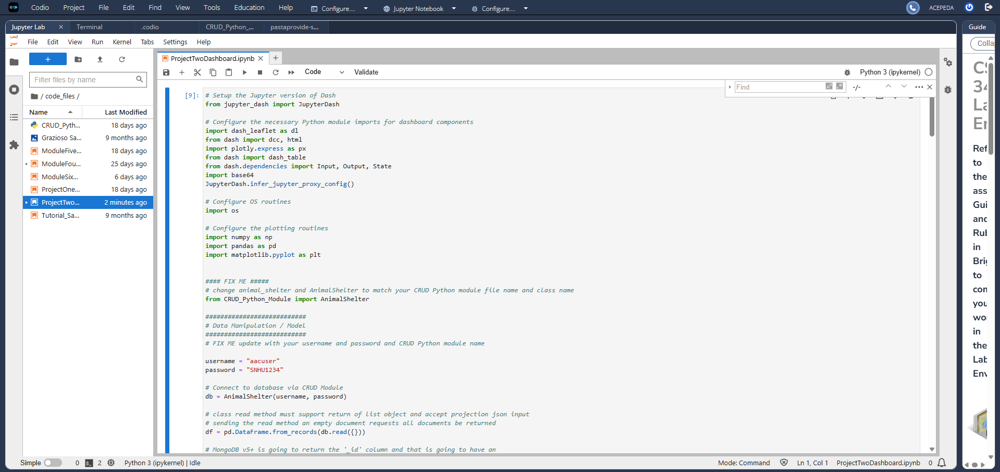 Codio Project File Edit Find View Tools Education Help Configure.... Jupyter Notebook Configure.... ACEPEDA
Jupyter Lab Terminal .codio CRUD_Python_... pastaprovide-s...
Guide
File Edit View Run Kernel Tabs Settings Help
Colla
ProjectTwoDashboard.ipynb
Code Validate Python 3 (ipykernel)
Filter files by name
Find -/-
/ code_files /
Name Last Modified
CRUD_Pyth... 18 days ago
Grazioso Sa... 9 months ago
ModuleFive... 18 days ago
ModuleFou... 25 days ago
ModuleSix... 6 days ago
ProjectOne... 18 days ago
ProjectTwo... 2 minutes ago
Tutorial_Sa... 9 months ago
[9]: # Setup the Jupyter version of Dash
from jupyter_dash import JupyterDash
# Configure the necessary Python module imports for dashboard components
import dash_leaflet as dl
from dash import dcc, html
import plotly.express as px
from dash import dash_table
from dash.dependencies import Input, Output, State
import base64
JupyterDash.infer_jupyter_proxy_config()
# Configure OS routines
import os
# Configure the plotting routines
import numpy as np
import pandas as pd
import matplotlib.pyplot as plt
#### FIX ME #####
# change animal_shelter and AnimalShelter to match your CRUD Python module file name and class name
from CRUD_Python_Module import AnimalShelter
###########################
# Data Manipulation / Model
###########################
# FIX ME update with your username and password and CRUD Python module name
username = "aacuser"
password = "SNHU1234"
# Connect to database via CRUD Module
db = AnimalShelter(username, password)
# class read method must support return of list object and accept projection json input
# sending the read method an empty document requests all documents be returned
df = pd.DataFrame.from_records(db.read({}))
# MongoDB v5+ is going to return the '_id' column and that is going to have an
CS
34
La
En
Ref
to
the
ass
Gui
and
Rub
in
Brig
to
com
you
wo
in
the
Lab
Env
Simple 0 2 Python 3 (ipykernel) | Idle Mode: Command Ln 1, Col 1 ProjectTwoDashboard.ipynb 0